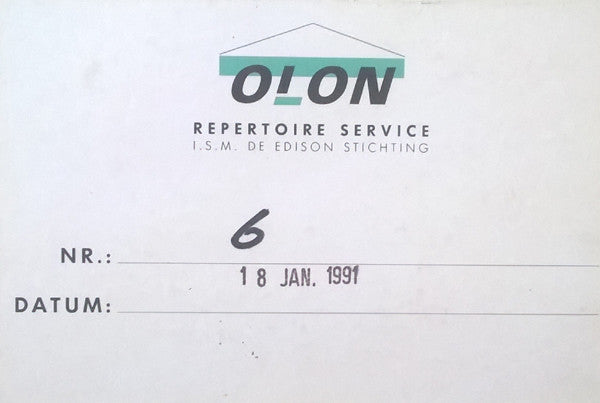 OLON
REPERTOIRE SERVICE
I.S.M. DE EDISON STICHTING
6
NR.:
18 JAN. 1991
DATUM: